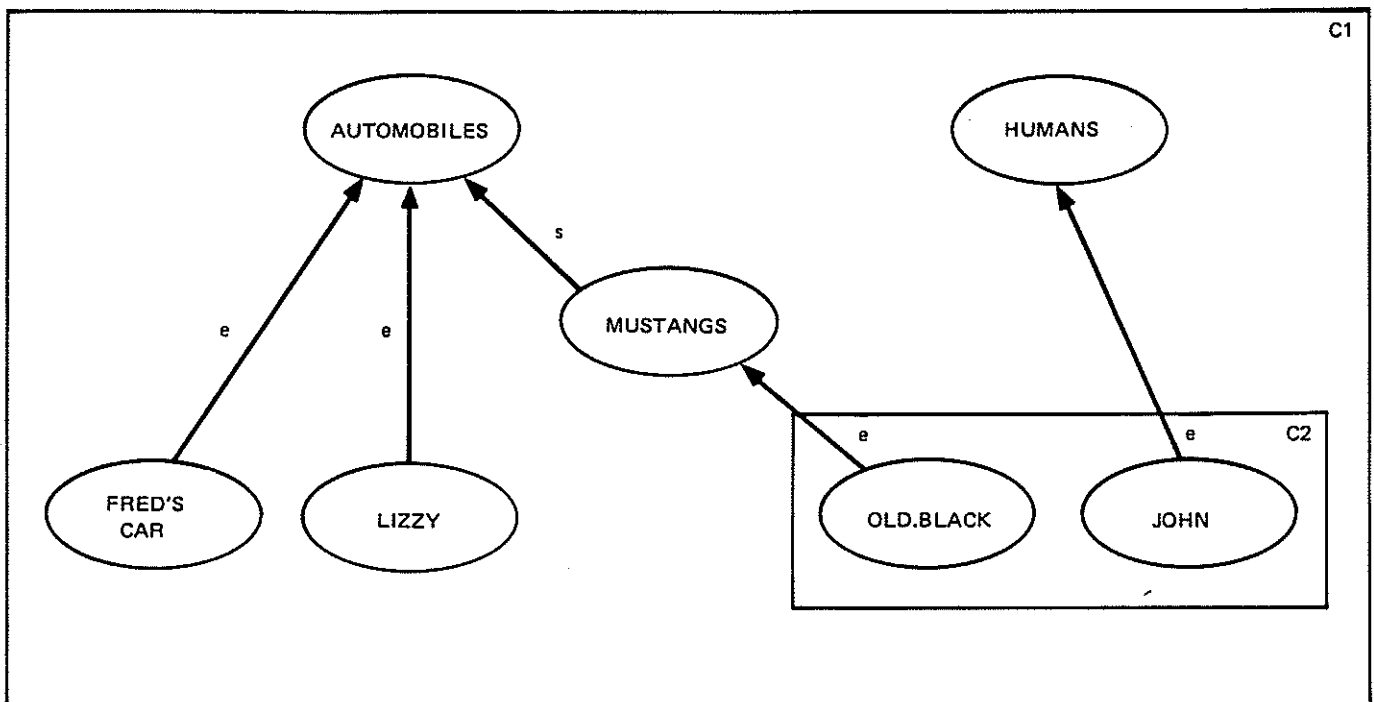 C1
AUTOMOBILES
HUMANS
s
e
e
MUSTANGS
e
e
C2
FRED'S
CAR
LIZZY
OLD.BLACK
JOHN